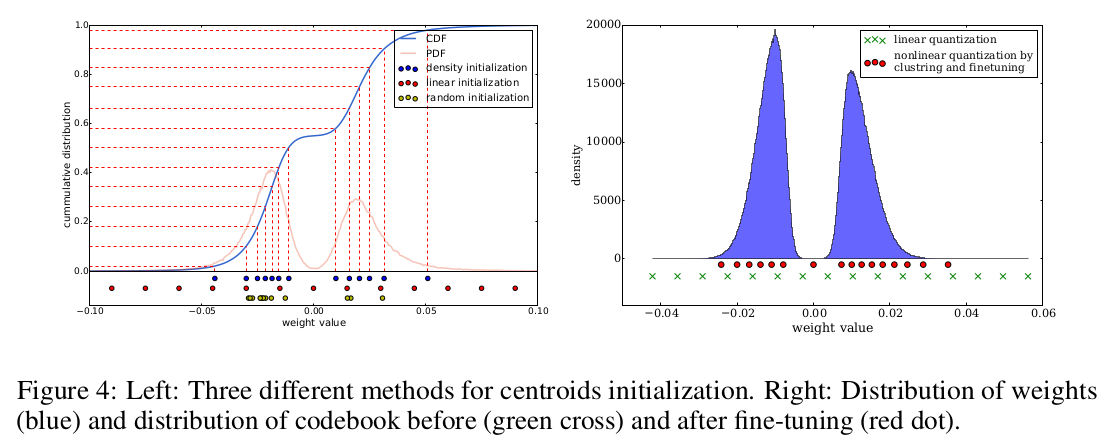 1.0
0.8
0.6
0.4
0.2
0.0
cummulative distribution
−0.10
−0.05
0.00
0.05
0.10
weight value
CDF
PDF
density initialization
linear initialization
random initialization
20000
15000
10000
5000
0
density
−0.04
−0.02
0.00
0.02
0.04
0.06
weight value
linear quantization
nonlinear quantization by
clustring and finetuning
Figure 4: Left: Three different methods for centroids initialization. Right: Distribution of weights
(blue) and distribution of codebook before (green cross) and after fine-tuning (red dot).